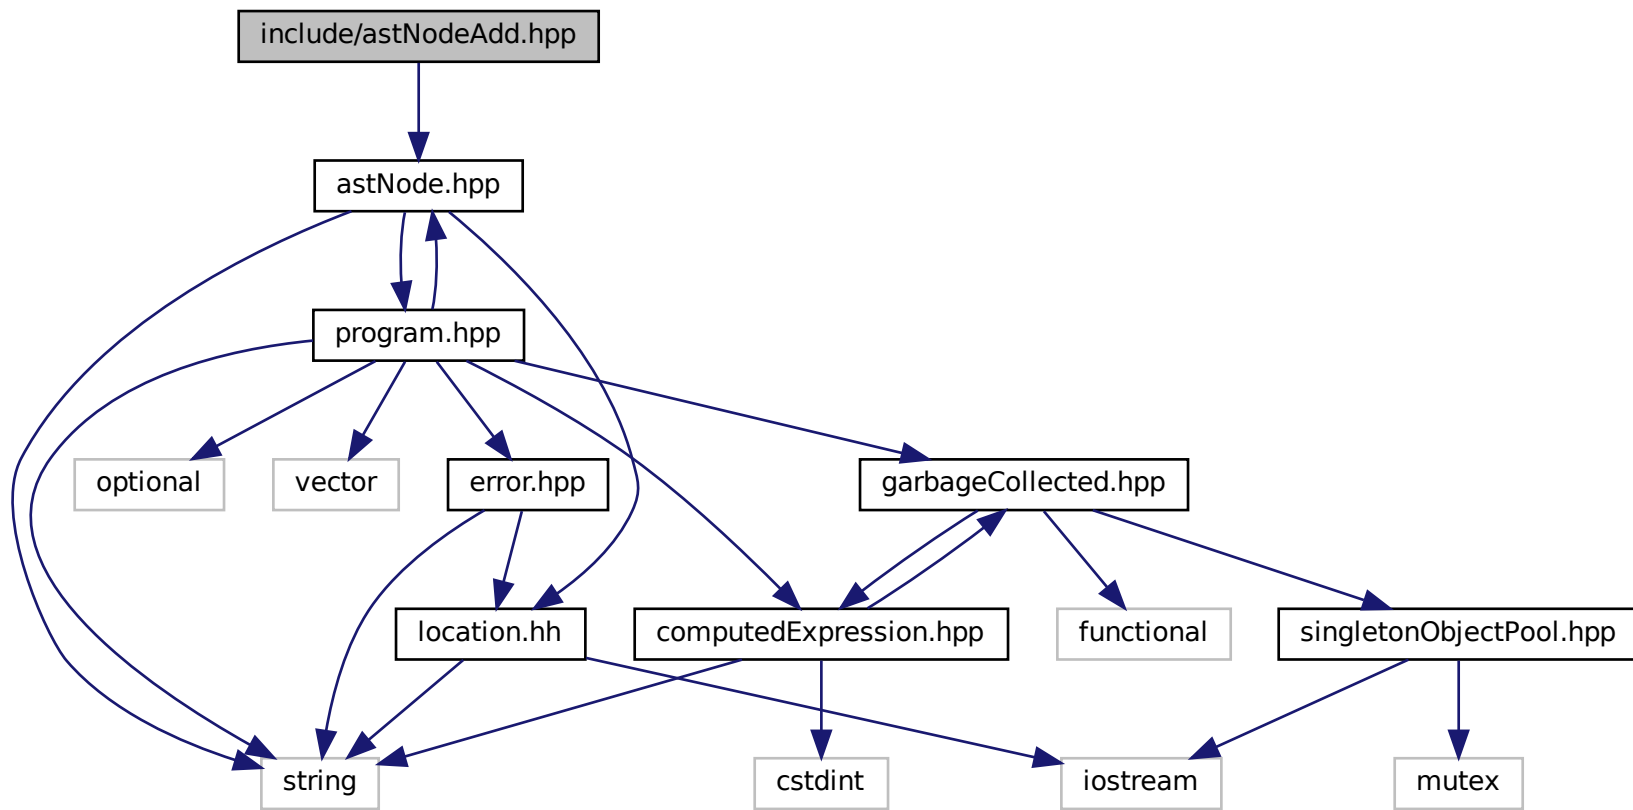 include/astNodeAdd.hpp
astNode.hpp
program.hpp
optional
vector
error.hpp
garbageCollected.hpp
location.hh
computedExpression.hpp
functional
singletonObjectPool.hpp
string
cstdint
iostream
mutex